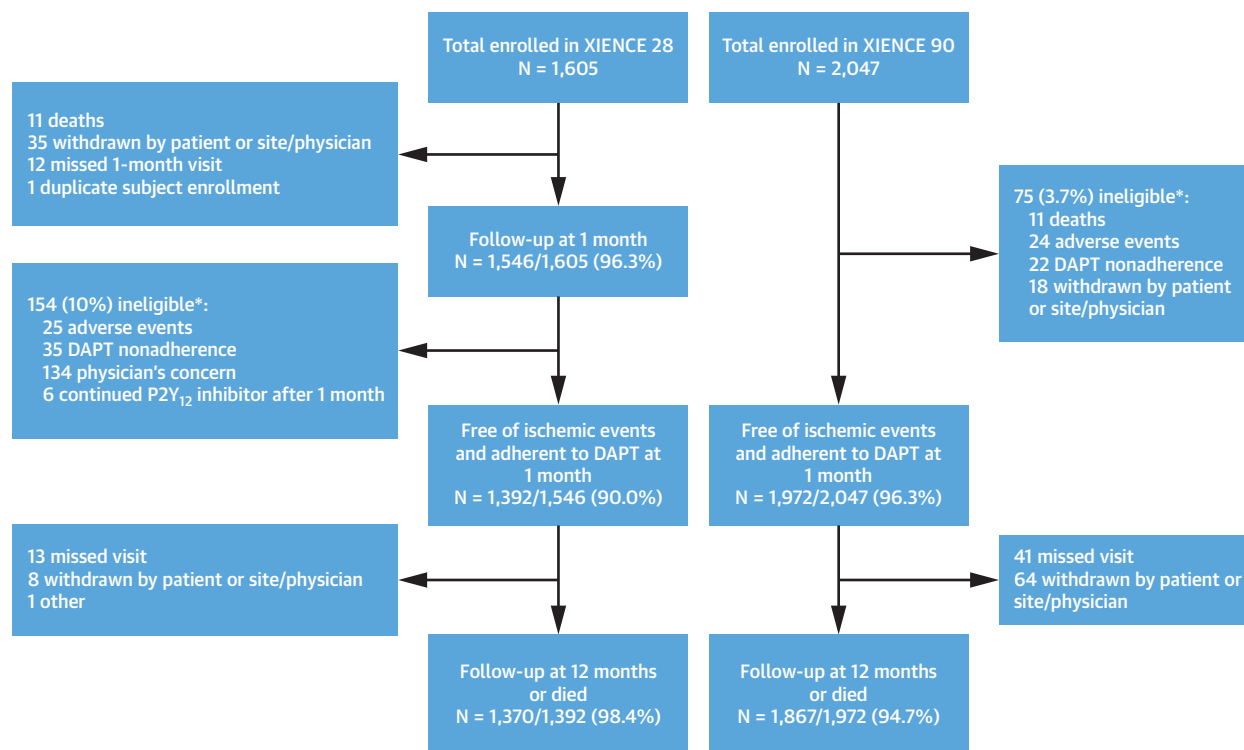 Total enrolled in XIENCE 28
N = 1,605
Total enrolled in XIENCE 90
N = 2,047
11 deaths
35 withdrawn by patient or site/physician
12 missed 1-month visit
1 duplicate subject enrollment
75 (3.7%) ineligible*:
11 deaths
24 adverse events
22 DAPT nonadherence
18 withdrawn by patient
or site/physician
Follow-up at 1 month
N = 1,546/1,605 (96.3%)
154 (10%) ineligible*:
25 adverse events
35 DAPT nonadherence
134 physician's concern
6 continued P2Y₁₂ inhibitor after 1 month
Free of ischemic events
and adherent to DAPT at
1 month
N = 1,392/1,546 (90.0%)
Free of ischemic events
and adherent to DAPT at
1 month
N = 1,972/2,047 (96.3%)
13 missed visit
8 withdrawn by patient or site/physician
1 other
41 missed visit
64 withdrawn by patient or
site/physician
Follow-up at 12 months
or died
N = 1,370/1,392 (98.4%)
Follow-up at 12 months
or died
N = 1,867/1,972 (94.7%)